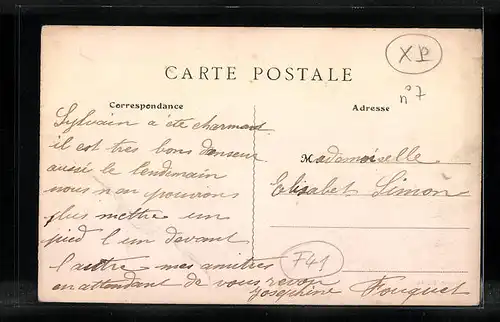 XI
n°7
CARTE POSTALE
Correspondance
Adresse
Sylvain a été charmant
il est très bons danseur
aussi le lendemain
nous n'en pouvions
plus mettre un
pied l'un devant
l'autre mes amitiés
en attendant de vous revoir
Joséphine Fouquet
Mademoiselle
Elisabet Simon
F41